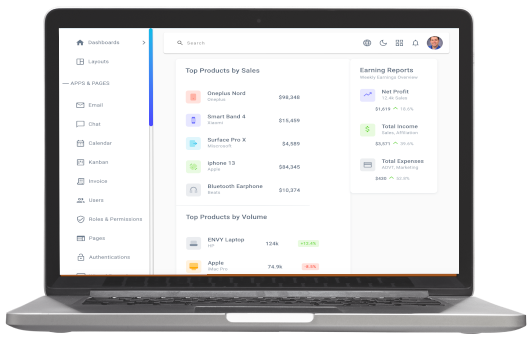 Dashboards
Layouts
APPS & PAGES
Email
Chat
Calendar
Kanban
Invoice
Users
Roles & Permissions
Pages
Authentications
Search
Top Products by Sales
Oneplus Nord
Oneplus
$98,348
Smart Band 4
Xiaomi
$15,459
Surface Pro X
$4,589
iphone 13
Apple
$84,345
Bluetooth Earphone
Beats
$10,374
Top Products by Volume
ENVY Laptop
HP
124k
+12.4%
Apple
iMac Pro
74.9k
Earning Reports
Weekly Earnings Overview
Net Profit
12.4k Sales
$1,619
18.6%
Total Income
Sales, Affiliation
$3,571
39.6%
Total Expenses
ADVT, Marketing
$430
52.8%